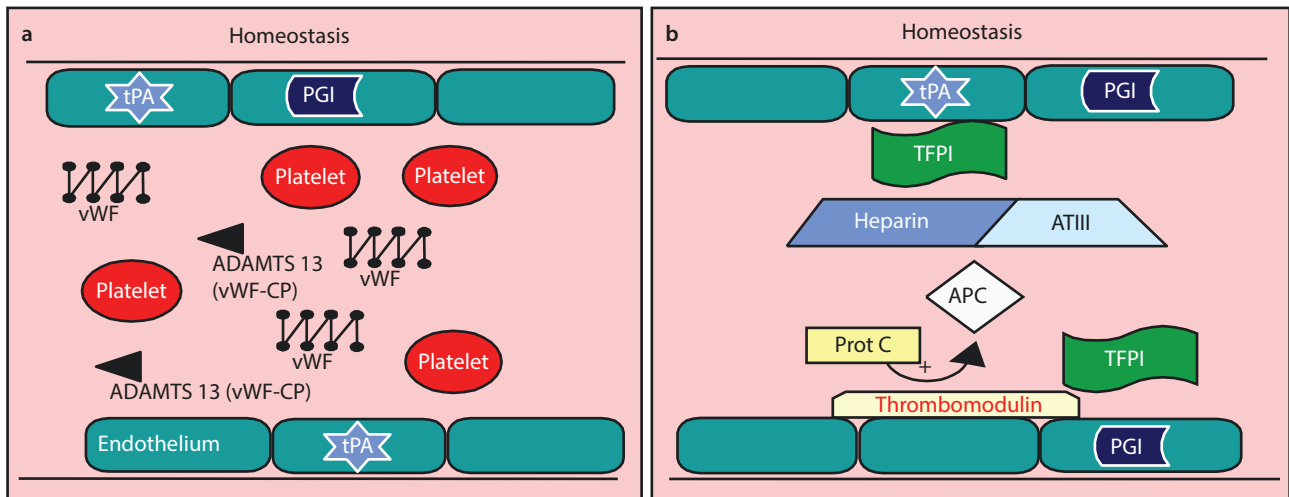 a
Homeostasis
tPA
PGI
Platelet
Platelet
vWF
ADAMTS 13
(vWF-CP)
vWF
Platelet
vWF
Platelet
ADAMTS 13 (vWF-CP)
Endothelium
tPA
b
Homeostasis
tPA
PGI
TFPI
Heparin
ATIII
APC
Prot C
+
TFPI
Thrombomodulin
PGI